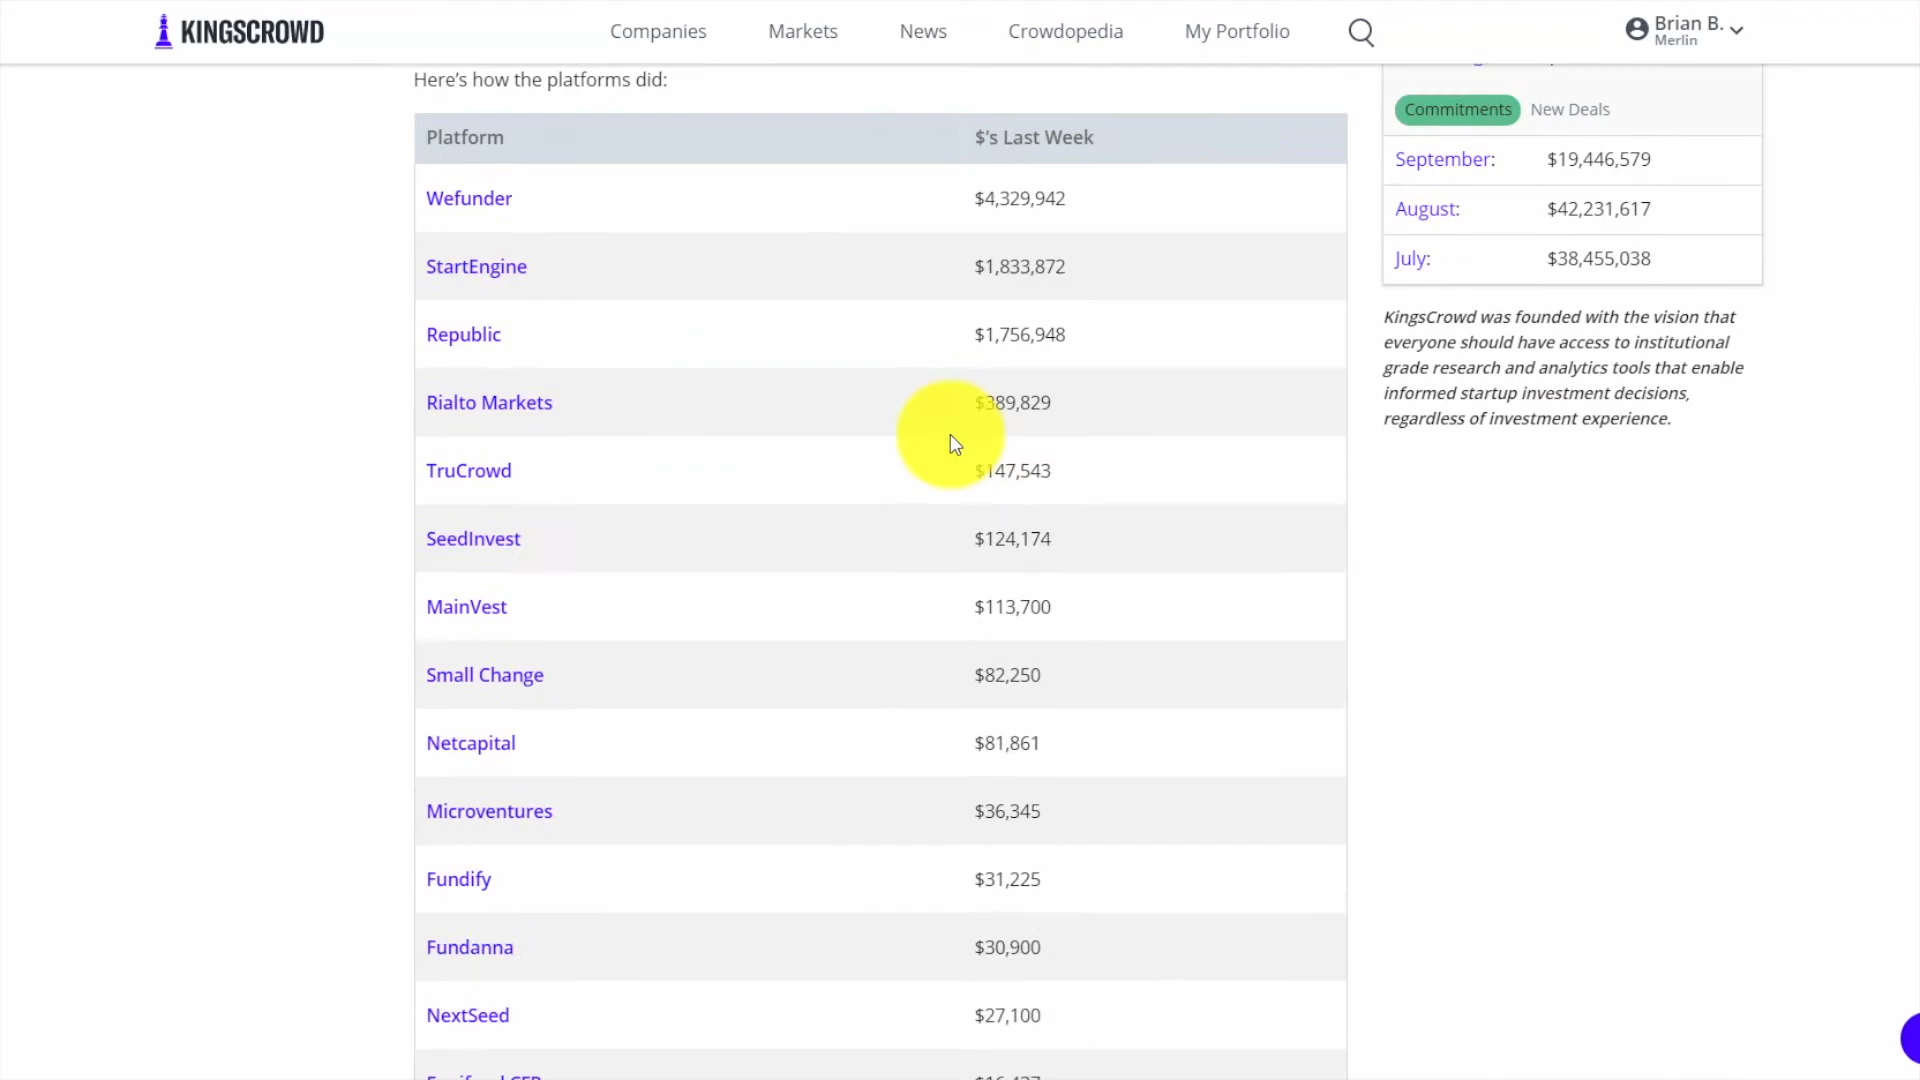 KINGSCROWD
Companies
Markets
News
Crowdopedia
My Portfolio
Brian B.
Merlin
Here's how the platforms did:
Platform $'s Last Week
Wefunder $4,329,942
StartEngine $1,833,872
Republic $1,756,948
Rialto Markets $389,829
TruCrowd $147,543
SeedInvest $124,174
MainVest $113,700
Small Change $82,250
Netcapital $81,861
Microventures $36,345
Fundify $31,225
Fundanna $30,900
NextSeed $27,100
Commitments New Deals
September: $19,446,579
August: $42,231,617
July: $38,455,038
KingsCrowd was founded with the vision that
everyone should have access to institutional
grade research and analytics tools that enable
informed startup investment decisions,
regardless of investment experience.